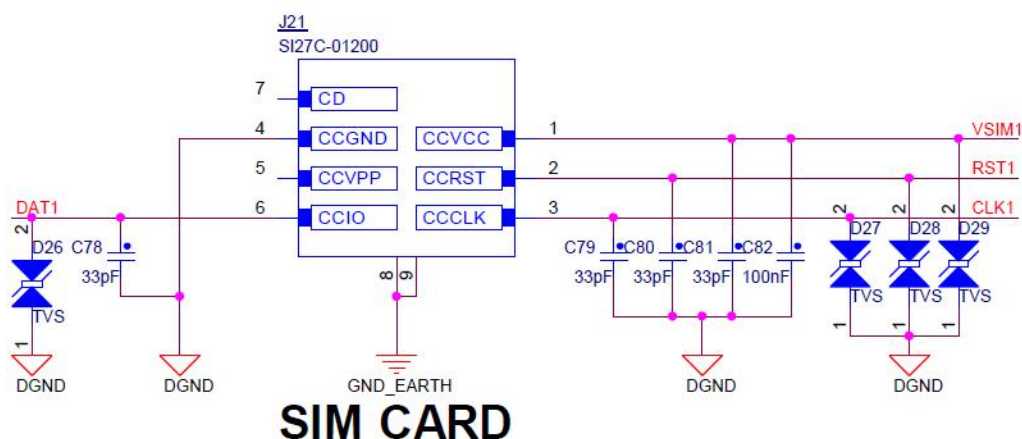 J21
SI27C-01200
7 CD
4 CCGND CCVCC 1 VSIM1
5 CCVPP CCRST 2 RST1
DAT1 6 CCIO CCCLK 3 CLK1
2 D26 C78 33pF TVS 1
8 9
C79 C80 C81 C82
33pF 33pF 33pF 100nF
2 2 2
D27 D28 D29
TVS TVS TVS
1 1 1
DGND DGND GND_EARTH DGND DGND
SIM CARD